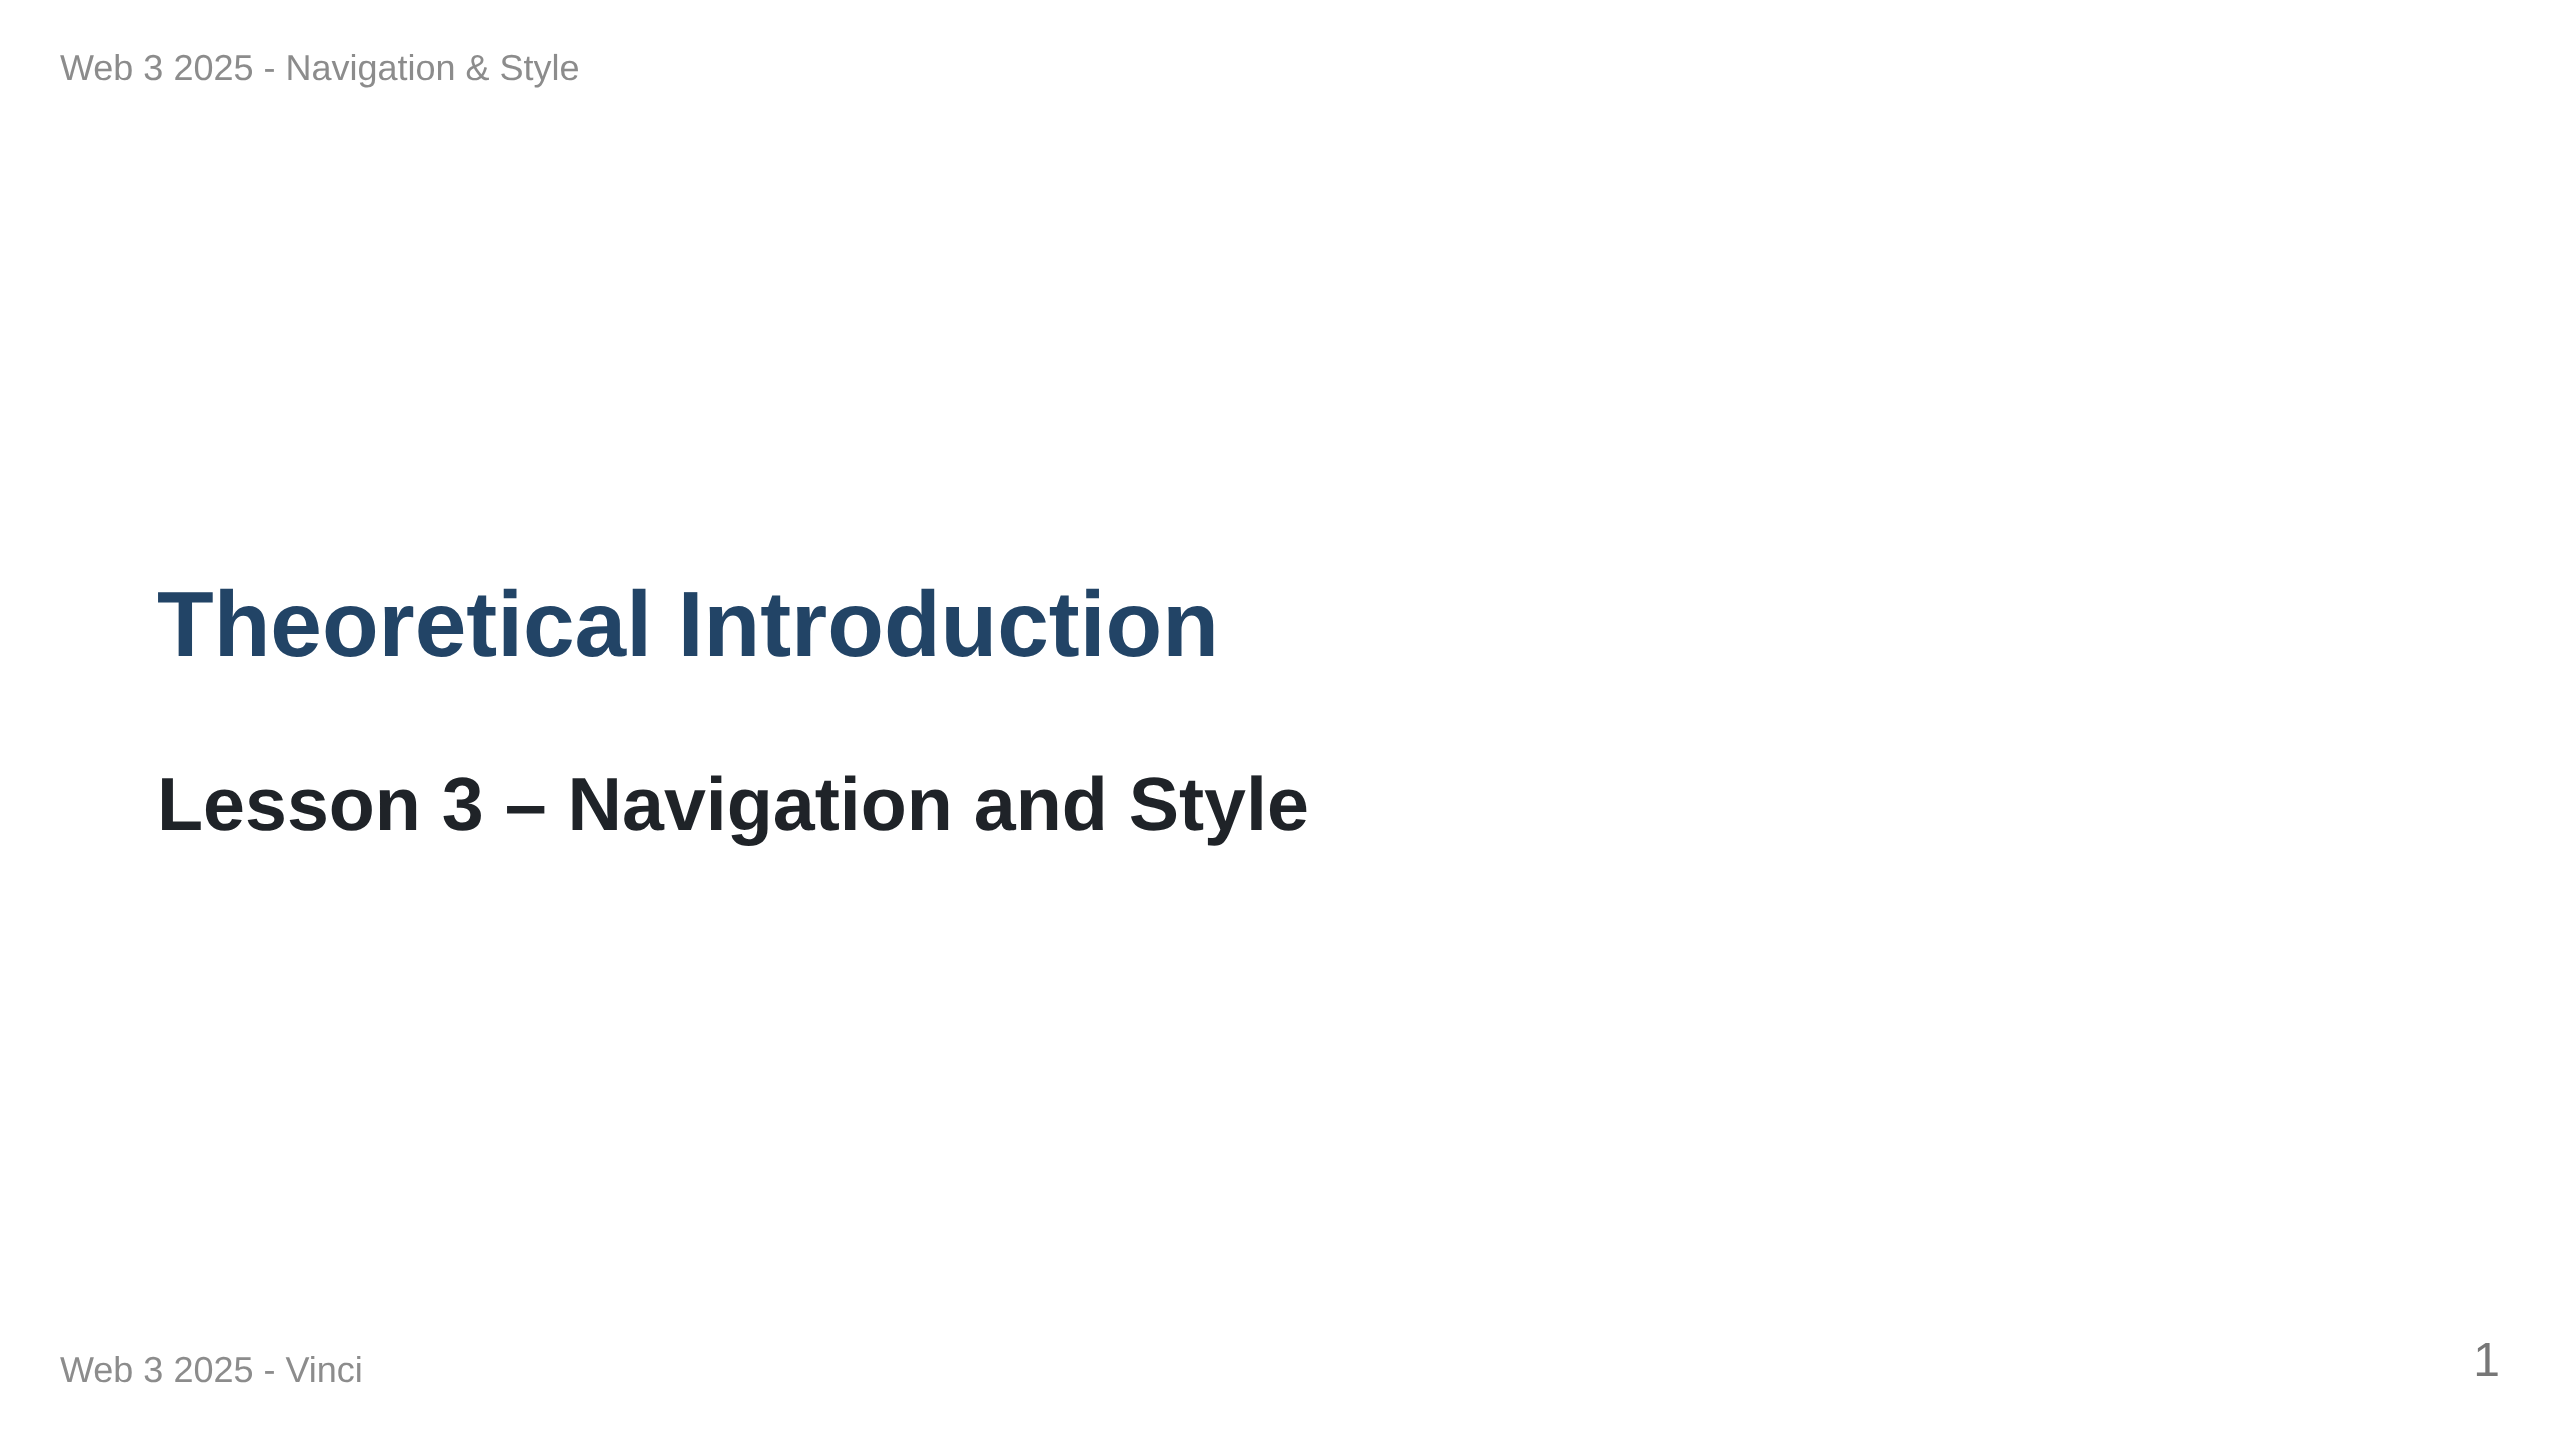 Web 3 2025 - Navigation & Style
Theoretical Introduction
Lesson 3 – Navigation and Style
Web 3 2025 - Vinci
1